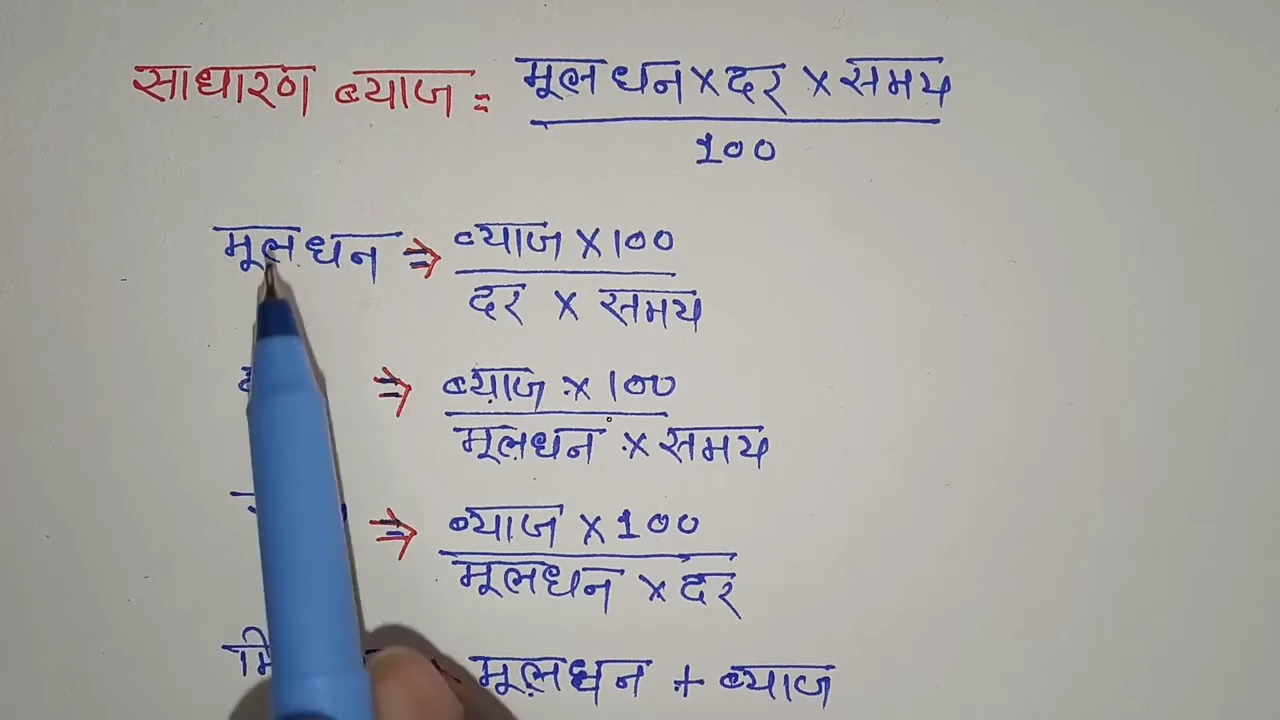 साधारण ब्याज = मूलधन × दर × समय
100
मूलधन ⇒ ब्याज × 100
दर × समय
⇒ ब्याज × 100
मूलधन × समय
⇒ ब्याज × 100
मूलधन × दर
मूलधन + ब्याज